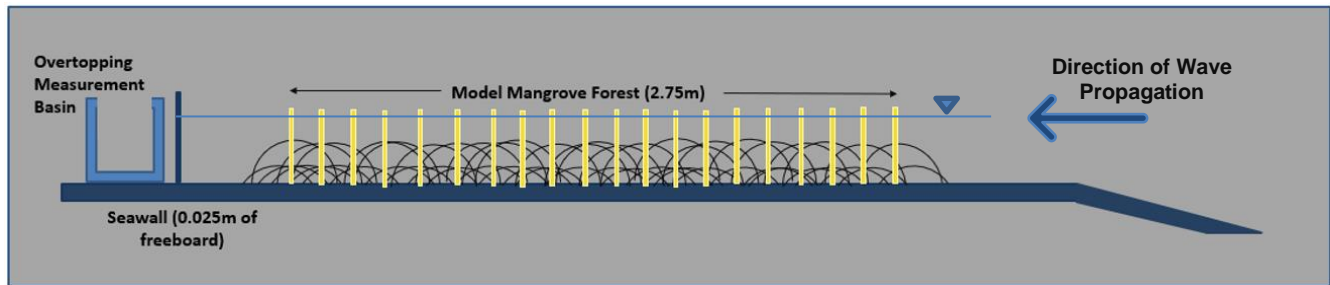 Overtopping
Measurement
Basin
Model Mangrove Forest (2.75m)
Direction of Wave
Propagation
Seawall (0.025m of
freeboard)